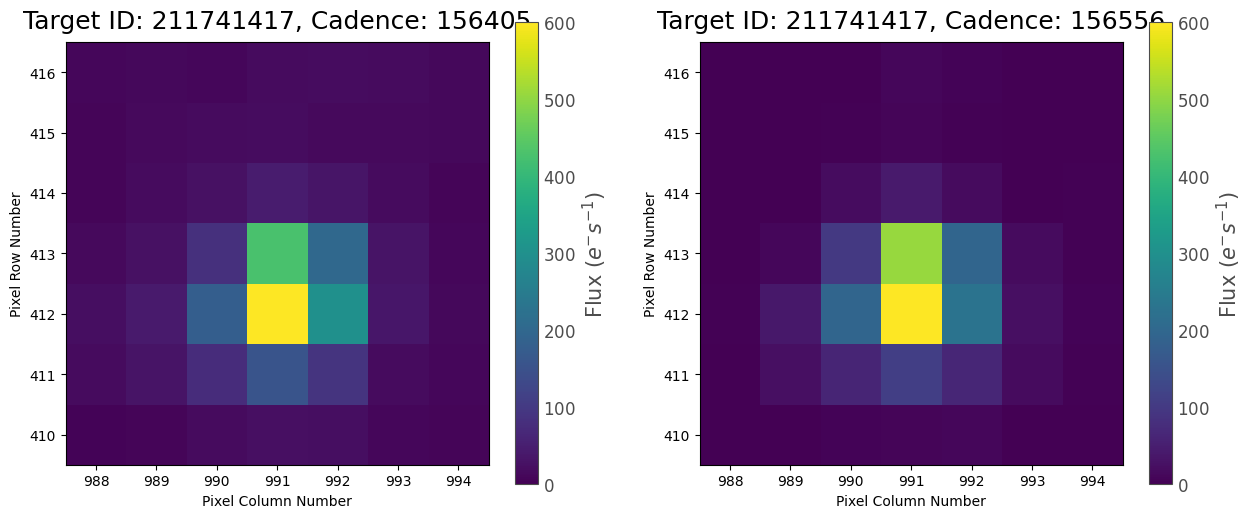 Target ID: 211741417, Cadence: 156405
416
415
414
413
412
411
410
Pixel Row Number
988 989 990 991 992 993 994
Pixel Column Number
600
500
400
300
200
100
0
Flux (e⁻s⁻¹)
Target ID: 211741417, Cadence: 156556
416
415
414
413
412
411
410
Pixel Row Number
988 989 990 991 992 993 994
Pixel Column Number
600
500
400
300
200
100
0
Flux (e⁻s⁻¹)